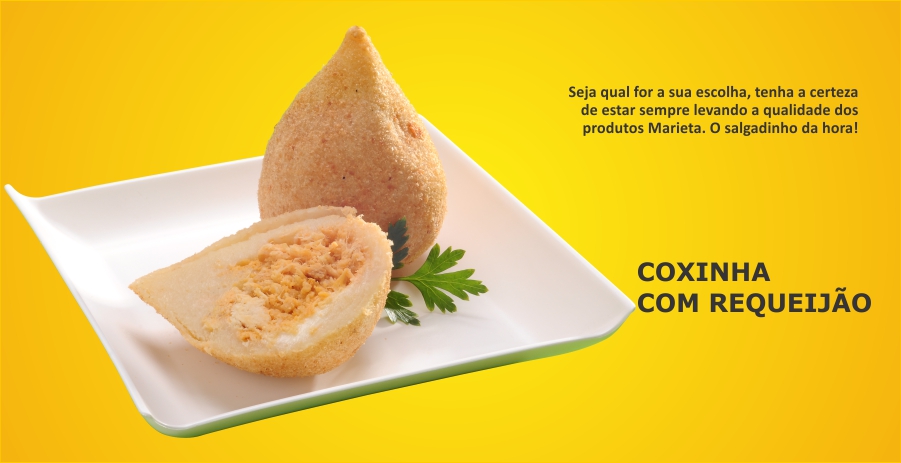 Seja qual for a sua escolha, tenha a certeza
de estar sempre levando a qualidade dos
produtos Marieta. O salgadinho da hora!
COXINHA
COM REQUEIJÃO